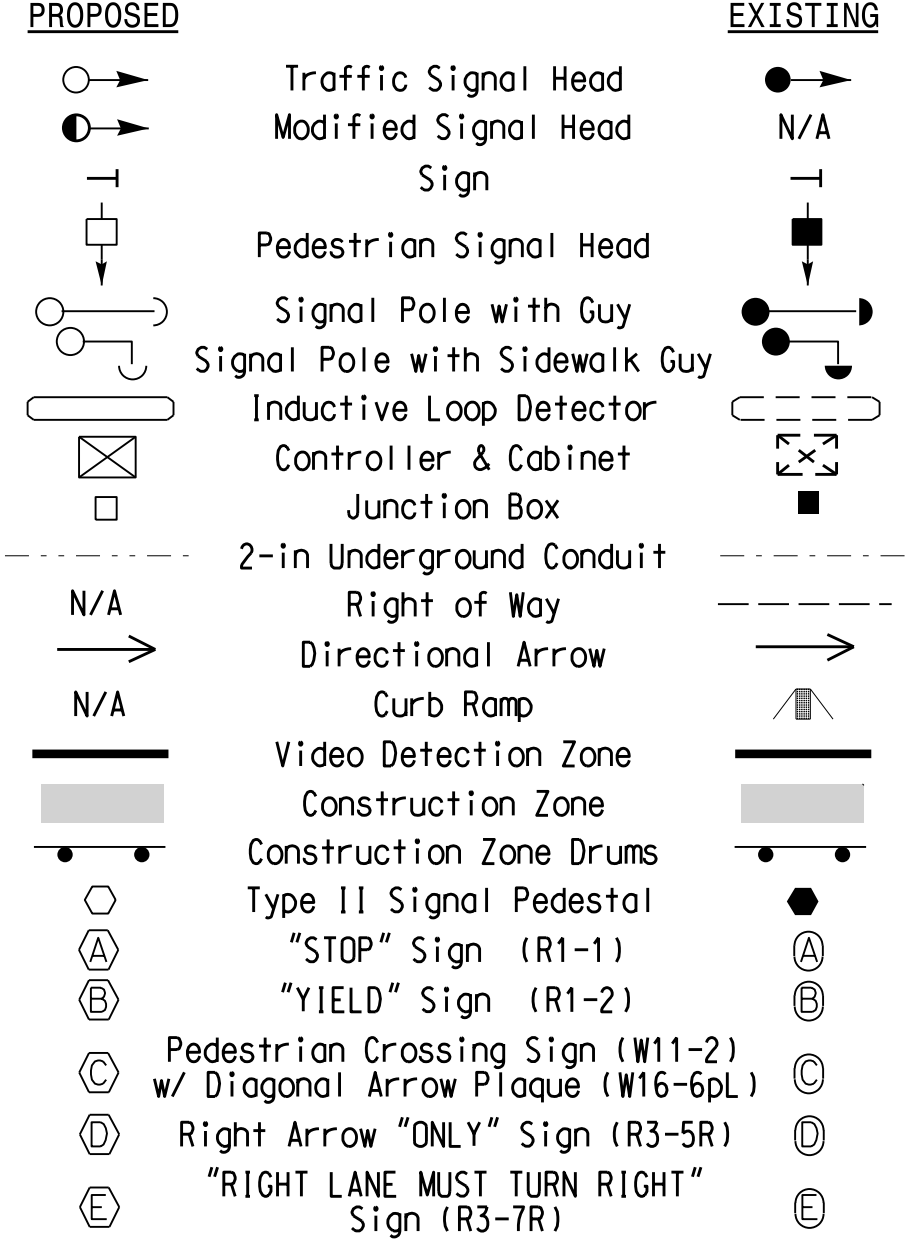 PROPOSED EXISTING
Traffic Signal Head
Modified Signal Head N/A
Sign
Pedestrian Signal Head
Signal Pole with Guy
Signal Pole with Sidewalk Guy
Inductive Loop Detector
Controller & Cabinet
Junction Box
2-in Underground Conduit
N/A Right of Way
Directional Arrow
N/A Curb Ramp
Video Detection Zone
Construction Zone
Construction Zone Drums
Type II Signal Pedestal
A "STOP" Sign (R1-1) A
B "YIELD" Sign (R1-2) B
Pedestrian Crossing Sign (W11-2)
C w/ Diagonal Arrow Plaque (W16-6pL) C
D Right Arrow "ONLY" Sign (R3-5R) D
"RIGHT LANE MUST TURN RIGHT"
E Sign (R3-7R) E